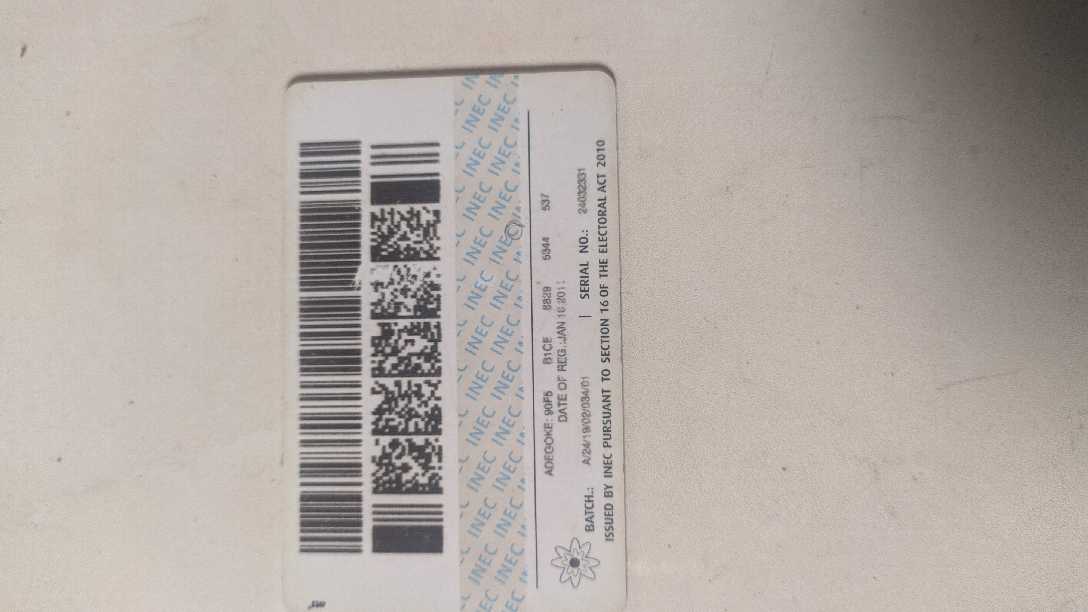 INEC INEC INEC INEC INEC INEC
INEC INEC INEC INEC INEC INEC
ADEGOKE: 90F5 B1CE 8829 5344 537
DATE OF REG.:JAN 201
BATCH.: A/24/19/02/034/01 | SERIAL NO.: 24032331
ISSUED BY INEC PURSUANT TO SECTION 16 OF THE ELECTORAL ACT 2010